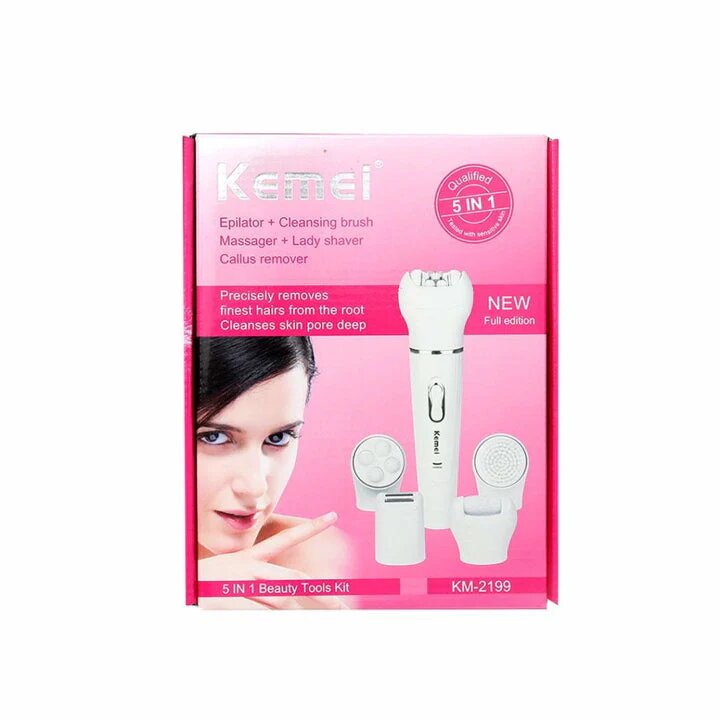 Kemei®
Epilator + Cleansing brush
Massager + Lady shaver
Callus remover
Qualified
5 IN 1
Tested with sensitive skin
Precisely removes
finest hairs from the root
Cleanses skin pore deep
NEW
Full edition
Kemei
5 IN 1 Beauty Tools Kit
KM-2199